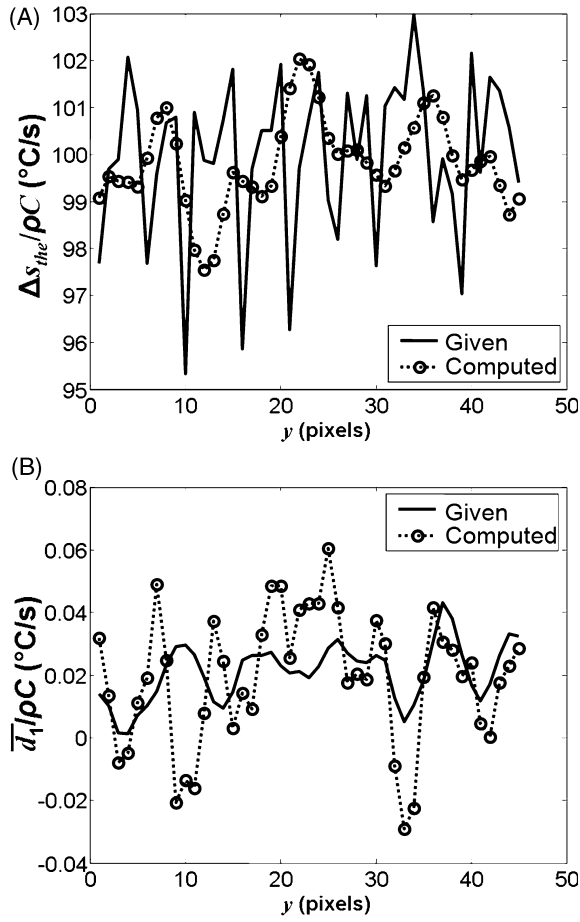 (A)
103
102
101
100
99
98
97
96
95
Δs_the/ρC (°C/s)
Given
Computed
0 10 20 30 40 50
y (pixels)
(B)
0.08
0.06
0.04
0.02
0
-0.02
-0.04
d̅₁/ρC (°C/s)
Given
Computed
0 10 20 30 40 50
y (pixels)